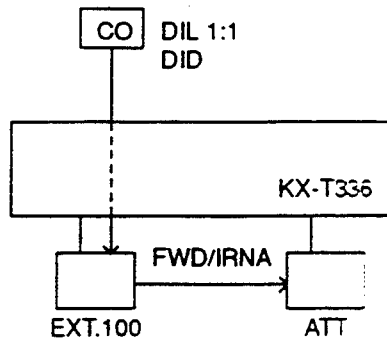 CO DIL 1:1
DID
KX-T336
FWD/IRNA
EXT.100 ATT